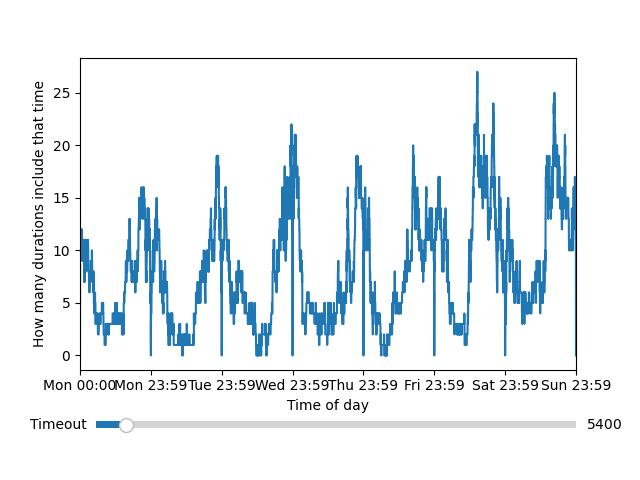 How many durations include that time
25
20
15
10
5
0
Mon 00:00 Mon 23:59 Tue 23:59 Wed 23:59 Thu 23:59 Fri 23:59 Sat 23:59 Sun 23:59
Time of day
Timeout 5400